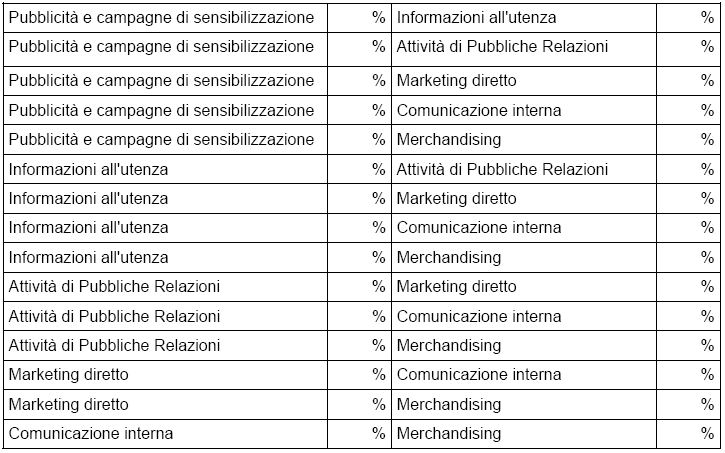 Pubblicità e campagne di sensibilizzazione % Informazioni all'utenza %
Pubblicità e campagne di sensibilizzazione % Attività di Pubbliche Relazioni %
Pubblicità e campagne di sensibilizzazione % Marketing diretto %
Pubblicità e campagne di sensibilizzazione % Comunicazione interna %
Pubblicità e campagne di sensibilizzazione % Merchandising %
Informazioni all'utenza % Attività di Pubbliche Relazioni %
Informazioni all'utenza % Marketing diretto %
Informazioni all'utenza % Comunicazione interna %
Informazioni all'utenza % Merchandising %
Attività di Pubbliche Relazioni % Marketing diretto %
Attività di Pubbliche Relazioni % Comunicazione interna %
Attività di Pubbliche Relazioni % Merchandising %
Marketing diretto % Comunicazione interna %
Marketing diretto % Merchandising %
Comunicazione interna % Merchandising %